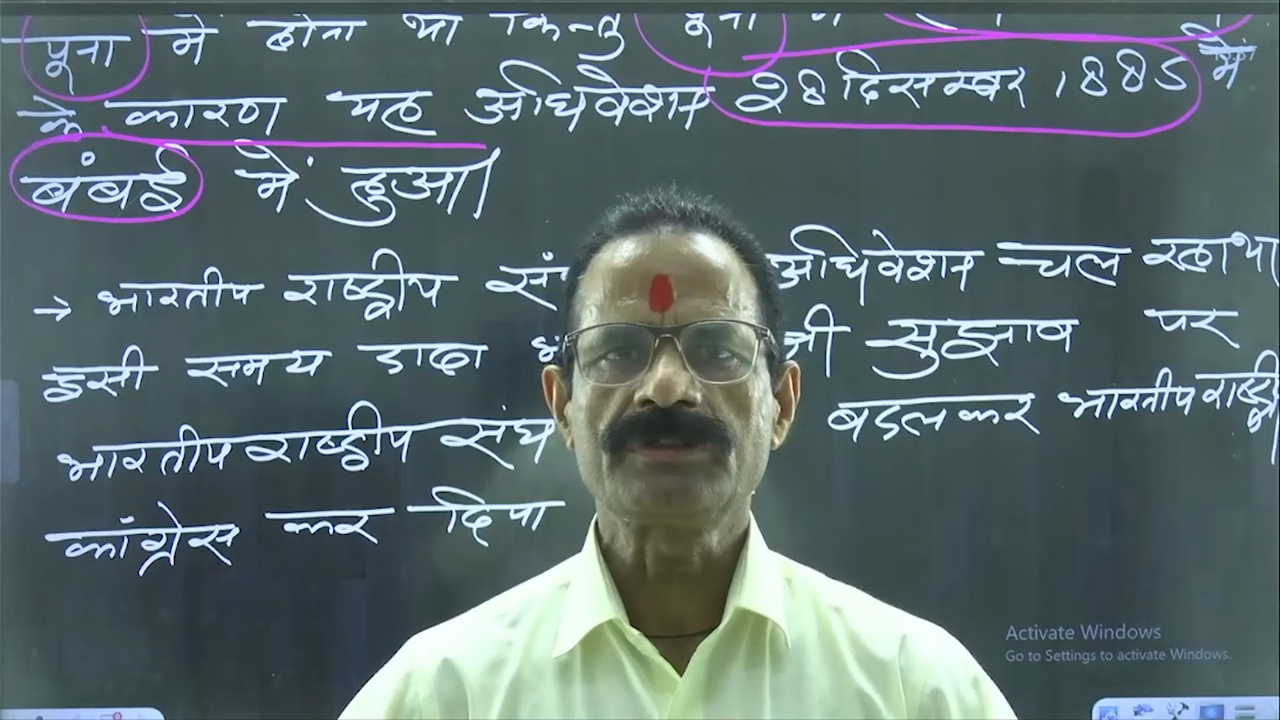 पूना में होना था किन्तु पूना में
के कारण यह अधिवेशन 28 दिसम्बर 1885 में
बंबई में हुआ।
→ भारतीय राष्ट्रीय अधिवेशन चल रहा था
इसी समय दादा सुझाव पर
भारतीय राष्ट्रीय संघ बदलकर भारतीय राष्ट्रीय
कांग्रेस कर दिया
Activate Windows
Go to Settings to activate Windows.